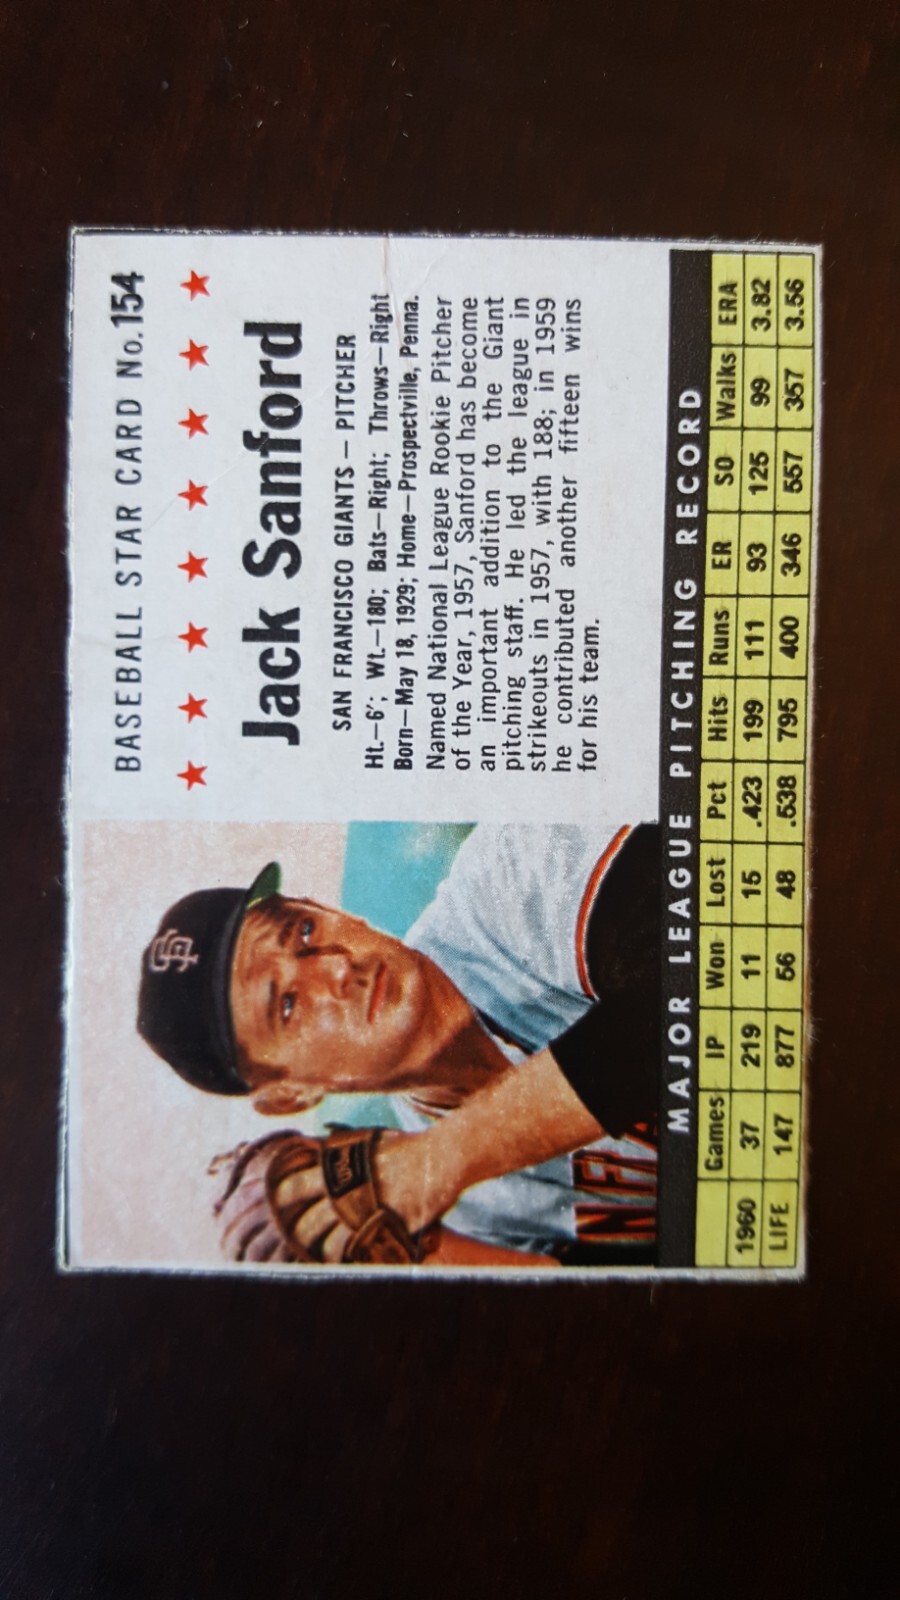 BASEBALL STAR CARD No. 154
Jack Sanford
SAN FRANCISCO GIANTS – PITCHER
Ht.–6'; Wt.–180; Bats–Right; Throws–Right
Born–May 18, 1929; Home–Prospectville, Penna.
Named National League Rookie Pitcher
of the Year, 1957, Sanford has become
an important addition to the Giant
pitching staff. He led the league in
strikeouts in 1957, with 188; in 1959
he contributed another fifteen wins
for his team.
MAJOR LEAGUE PITCHING RECORD
Games IP Won Lost Pct Hits Runs ER SO Walks ERA
1960 37 219 11 15 .423 199 111 93 125 99 3.82
LIFE 147 877 56 48 .538 795 400 346 557 357 3.56
SF